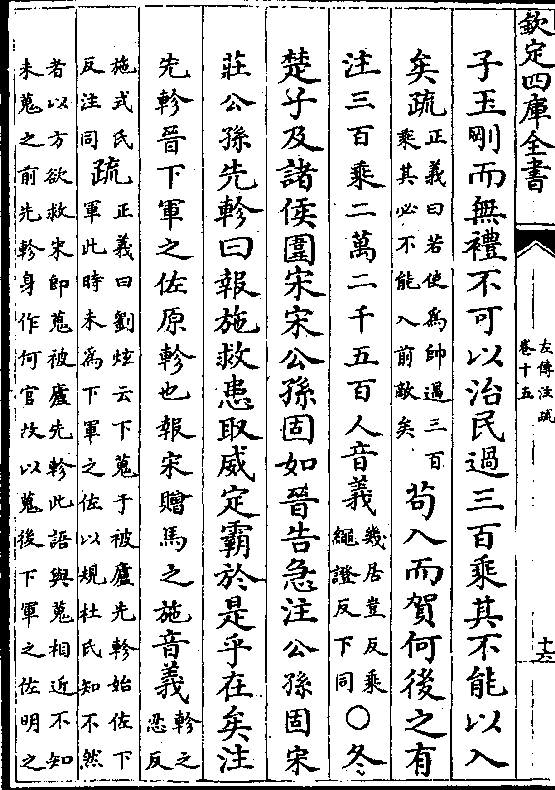 欽定四庫全書
左傳注疏
卷十五
十六
子玉剛而無禮不可以治民過三百乘其不能以入
矣疏
正義曰若使為帥過三百
乘其必不能入前敵矣
苟入而賀何後之有
注三百乘二萬二千五百人音義
幾居豈反乘
繩證反下同
○冬
楚子及諸侯圍宋宋公孫固如晉告急注公孫固宋
莊公孫先軫曰報施救患取威定霸於是乎在矣注
先軫晉下軍之佐原軫也報宋贈馬之施音義
軫之
忍反
施式氏
反注同
疏
正義曰劉炫云下蒐于被廬先軫始佐下
軍此時未為下軍之佐以規杜氏知不然
者以方欲救宋即蒐被廬先軫此語與蒐相近不知
未蒐之前先軫身作何官故以蒐後下軍之佐明之